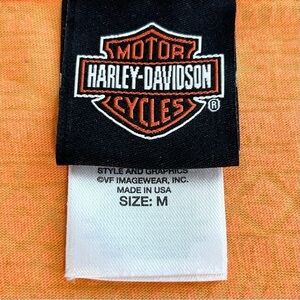 MOTOR
HARLEY-DAVIDSON
CYCLES
®
STYLE AND GRAPHICS
©VF IMAGEWEAR, INC.
MADE IN USA
SIZE: M